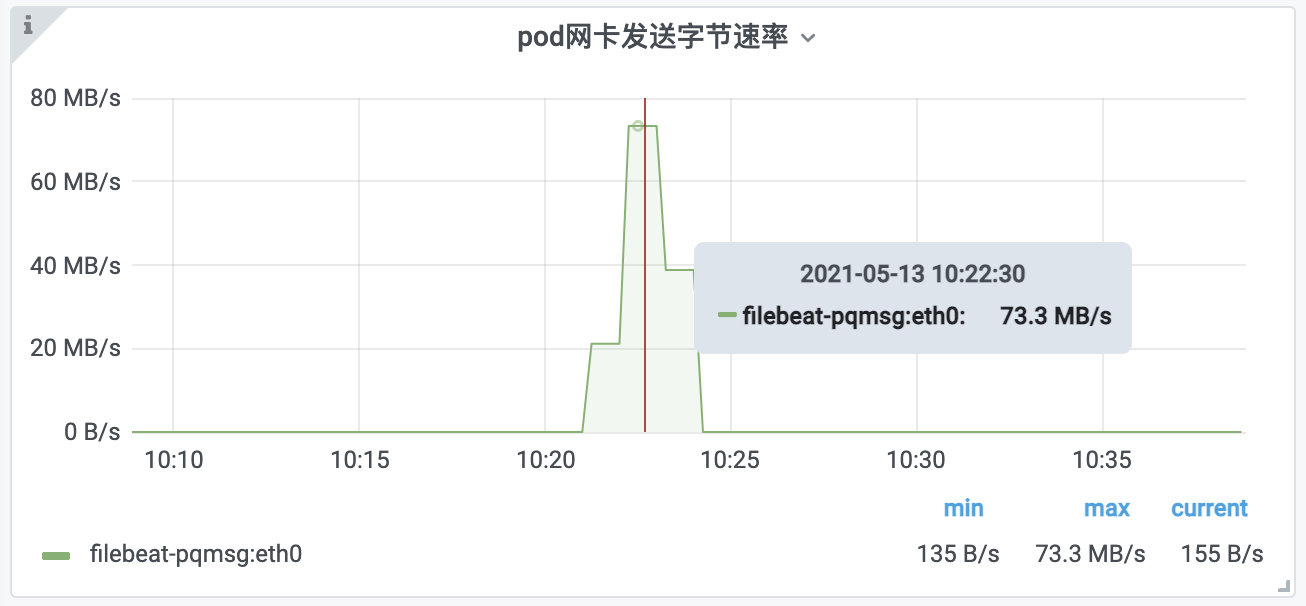 pod网卡发送字节速率
80 MB/s
60 MB/s
40 MB/s
20 MB/s
0 B/s
2021-05-13 10:22:30
filebeat-pqmsg:eth0: 73.3 MB/s
10:10 10:15 10:20 10:25 10:30 10:35
min max current
filebeat-pqmsg:eth0 135 B/s 73.3 MB/s 155 B/s